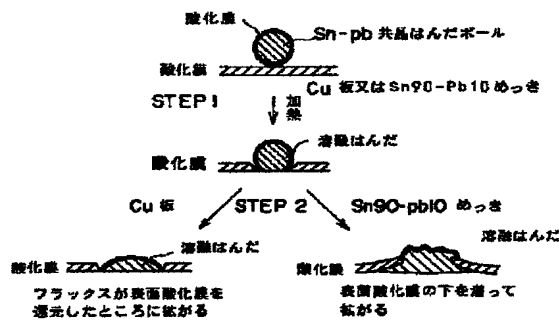 酸化膜
Sn-pb 共晶はんだボール
酸化膜
Cu 板又はSn90-Pb10めっき
STEP 1
加熱
溶融はんだ
酸化膜
Cu 板
STEP 2
Sn90-pb10 めっき
溶融はんだ
溶融はんだ
酸化膜
酸化膜
フラックスが表面酸化膜を
還元したところに拡がる
表面酸化膜の下を潜って
拡がる